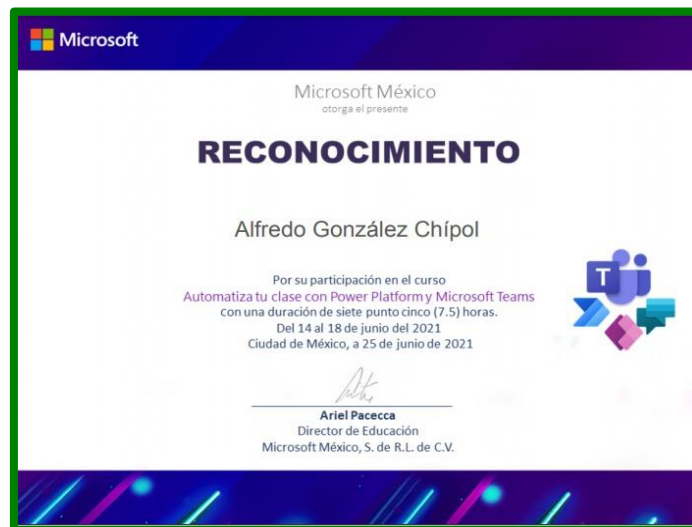 Microsoft
Microsoft México
otorga el presente
RECONOCIMIENTO
Alfredo González Chípol
Por su participación en el curso
Automatiza tu clase con Power Platform y Microsoft Teams
con una duración de siete punto cinco (7.5) horas.
Del 14 al 18 de junio del 2021
Ciudad de México, a 25 de junio de 2021
T
Ariel Pacecca
Director de Educación
Microsoft México, S. de R.L. de C.V.